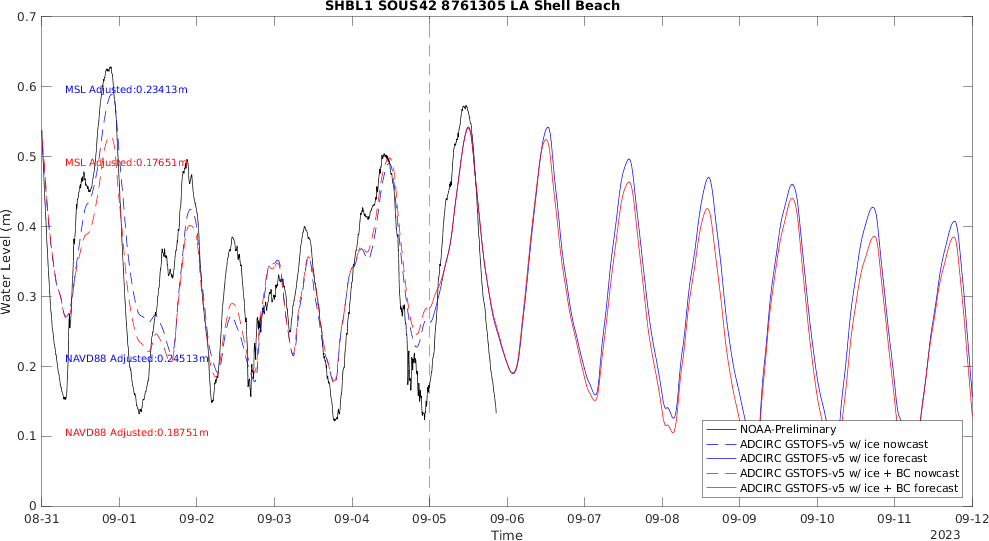 SHBL1 SOUS42 8761305 LA Shell Beach
0.7
0.6
0.5
0.4
0.3
0.2
0.1
0
Water Level (m)
MSL Adjusted:0.23413m
MSL Adjusted:0.17651m
NAVD88 Adjusted:0.24513m
NAVD88 Adjusted:0.18751m
NOAA-Preliminary
ADCIRC GSTOFS-v5 w/ ice nowcast
ADCIRC GSTOFS-v5 w/ ice forecast
ADCIRC GSTOFS-v5 w/ ice + BC nowcast
ADCIRC GSTOFS-v5 w/ ice + BC forecast
08-31 09-01 09-02 09-03 09-04 09-05 09-06 09-07 09-08 09-09 09-10 09-11 09-12
Time
2023